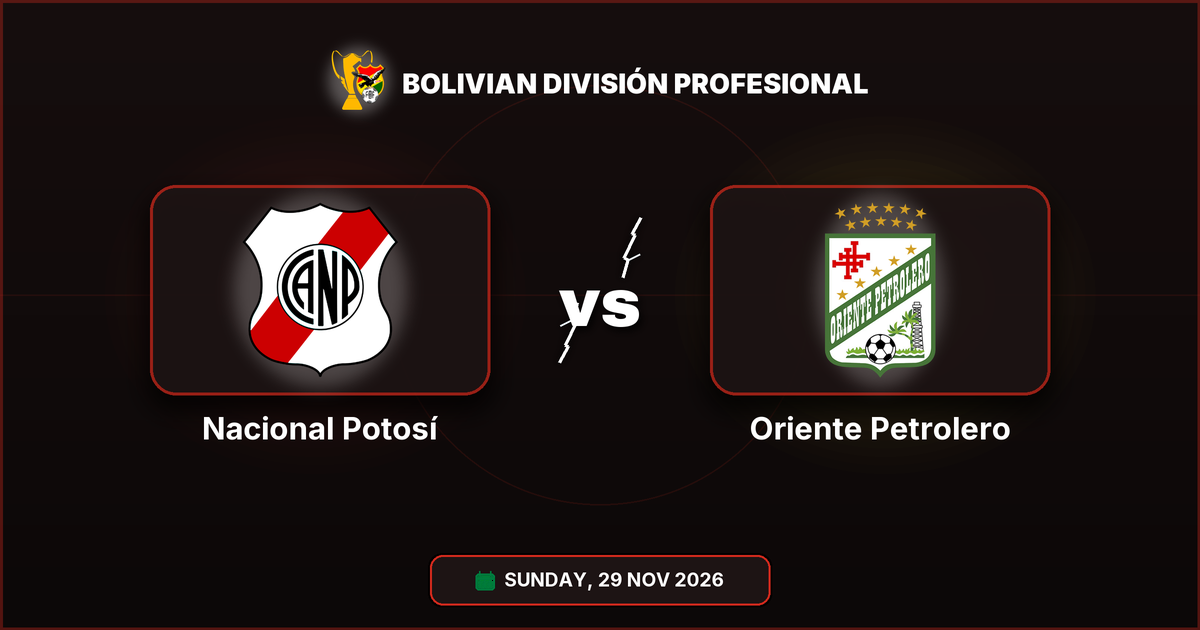 BOLIVIAN DIVISIÓN PROFESIONAL
CANP
vs
ORIENTE PETROLERO
Nacional Potosí
Oriente Petrolero
SUNDAY, 29 NOV 2026